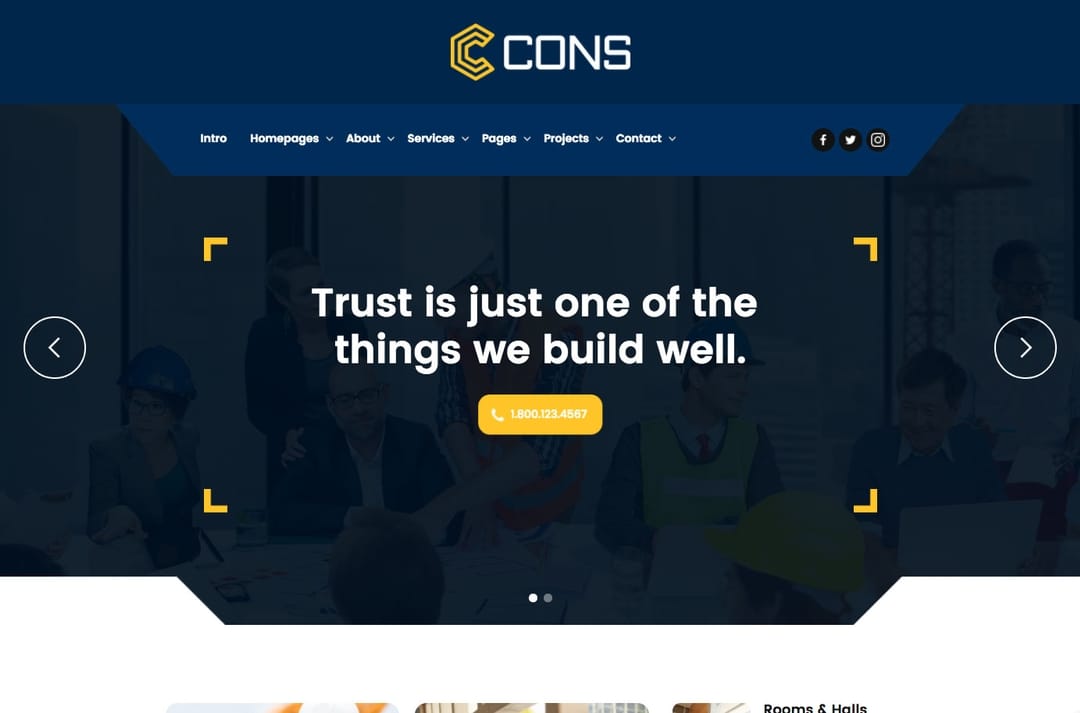 CONS
Intro Homepages About Services Pages Projects Contact
Trust is just one of the
things we build well.
1.800.123.4567
Rooms & Halls